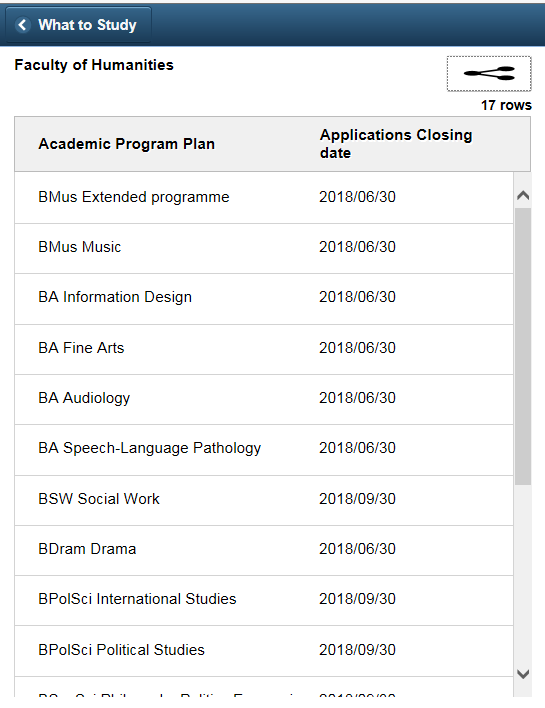 What to Study
Faculty of Humanities
17 rows
Academic Program Plan
Applications Closing
date
BMus Extended programme 2018/06/30
BMus Music 2018/06/30
BA Information Design 2018/06/30
BA Fine Arts 2018/06/30
BA Audiology 2018/06/30
BA Speech-Language Pathology 2018/06/30
BSW Social Work 2018/09/30
BDram Drama 2018/06/30
BPolSci International Studies 2018/09/30
BPolSci Political Studies 2018/09/30